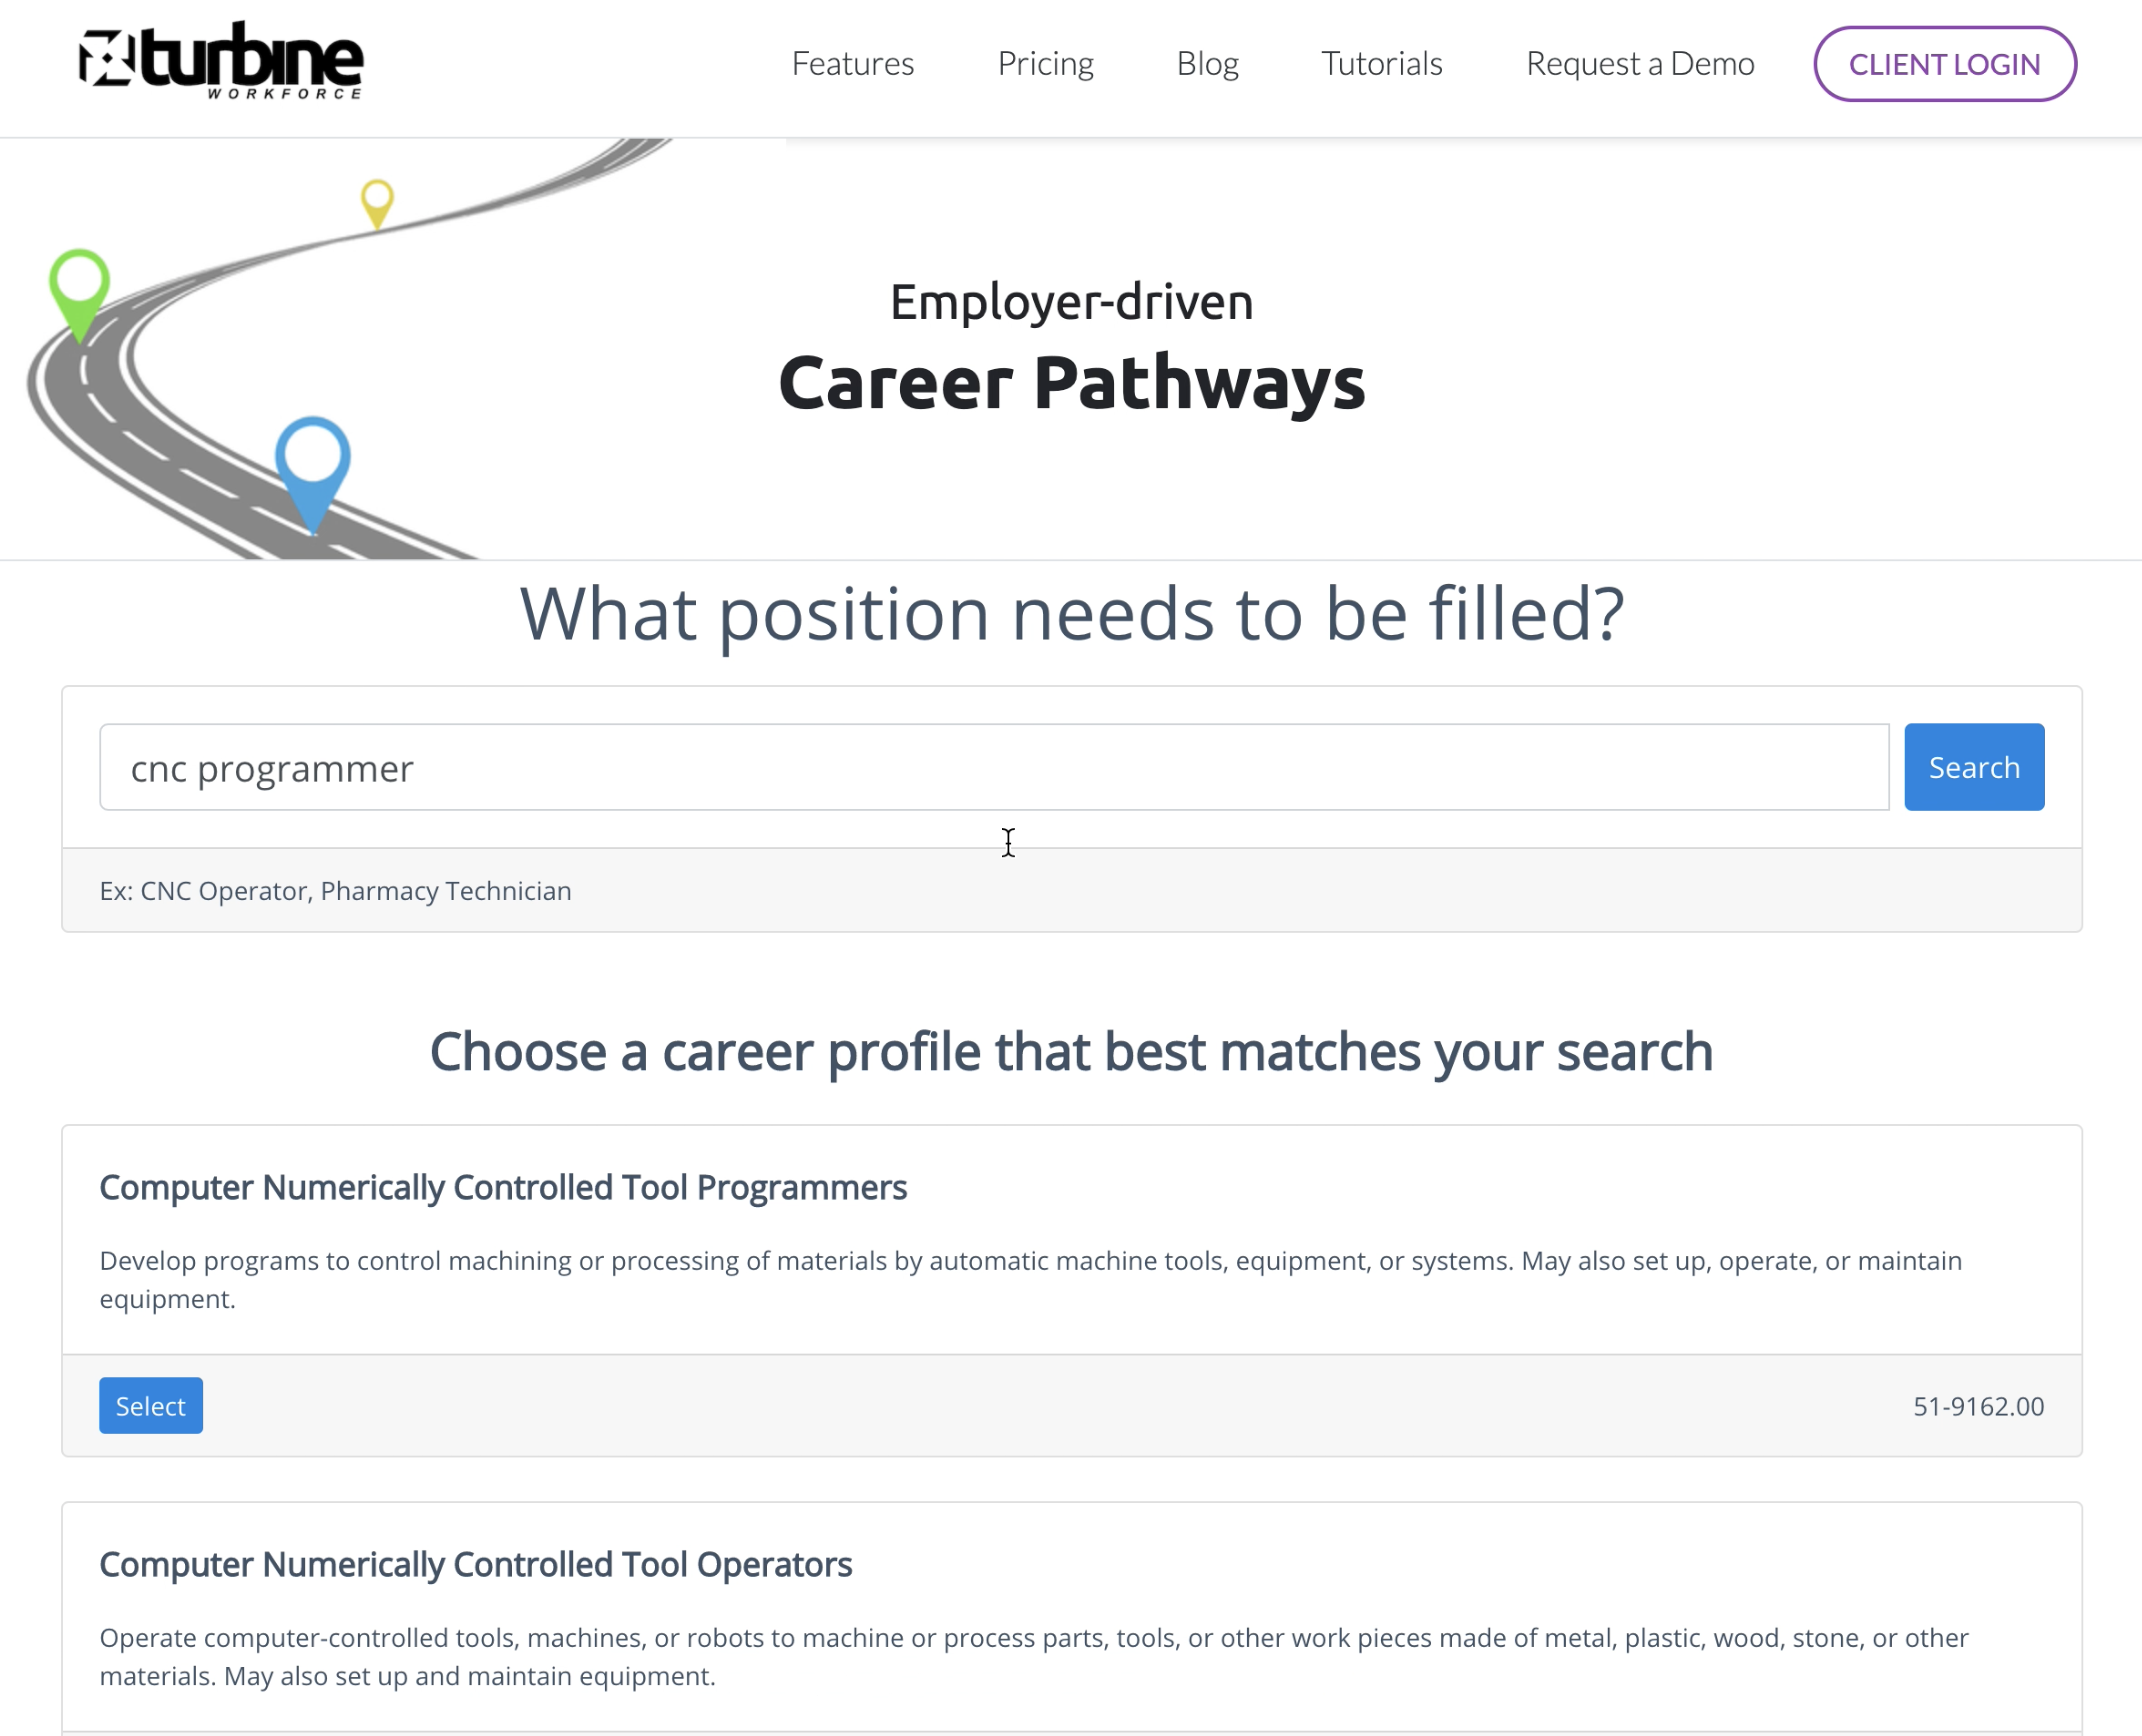 turbine
WORKFORCE
Features
Pricing
Blog
Tutorials
Request a Demo
CLIENT LOGIN
Employer-driven
Career Pathways
What position needs to be filled?
cnc programmer
Search
Ex: CNC Operator, Pharmacy Technician
Choose a career profile that best matches your search
Computer Numerically Controlled Tool Programmers
Develop programs to control machining or processing of materials by automatic machine tools, equipment, or systems. May also set up, operate, or maintain
equipment.
Select
51-9162.00
Computer Numerically Controlled Tool Operators
Operate computer-controlled tools, machines, or robots to machine or process parts, tools, or other work pieces made of metal, plastic, wood, stone, or other
materials. May also set up and maintain equipment.